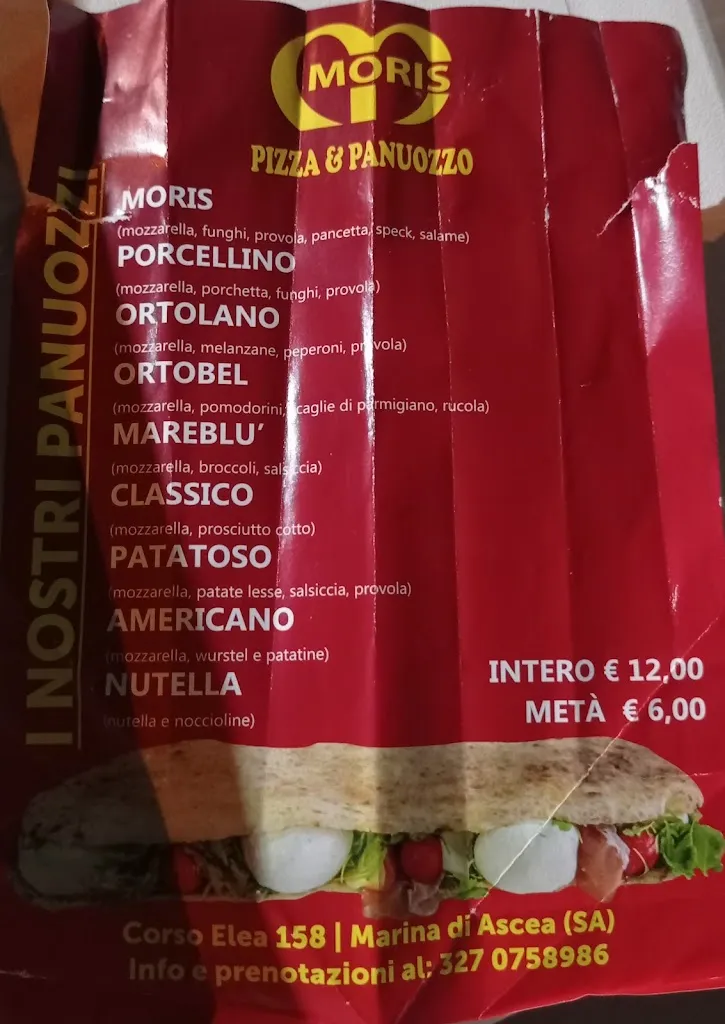 MORIS
PIZZA & PANUOZZO
I NOSTRI PANUOZZI
MORIS
(mozzarella, funghi, provola, pancetta, speck, salame)
PORCELLINO
(mozzarella, porchetta, funghi, provola)
ORTOLANO
(mozzarella, melanzane, peperoni, provola)
ORTOBEL
(mozzarella, pomodorini, scaglie di parmigiano, rucola)
MAREBLU'
(mozzarella, broccoli, salsiccia)
CLASSICO
(mozzarella, prosciutto cotto)
PATATOSO
(mozzarella, patate lesse, salsiccia, provola)
AMERICANO
(mozzarella, wurstel e patatine)
NUTELLA
(nutella e noccioline)
INTERO € 12,00
METÀ € 6,00
Corso Elea 158 | Marina di Ascea (SA)
Info e prenotazioni al: 327 0758986